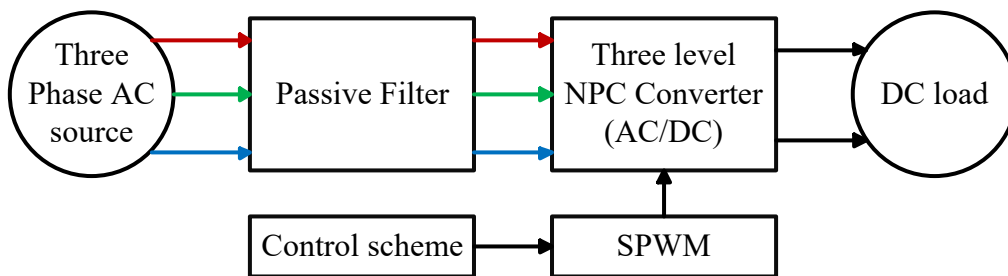 Three
Phase AC
source
Passive Filter
Three level
NPC Converter
(AC/DC)
DC load
Control scheme
SPWM